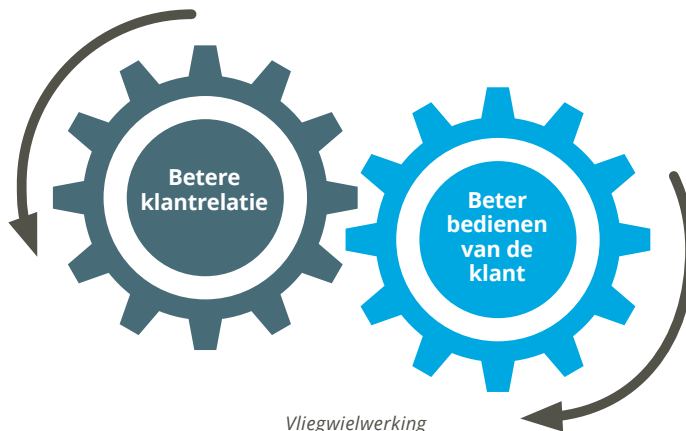 Betere
klantrelatie
Beter
bedienen
van de
klant
Vliegwielwerking